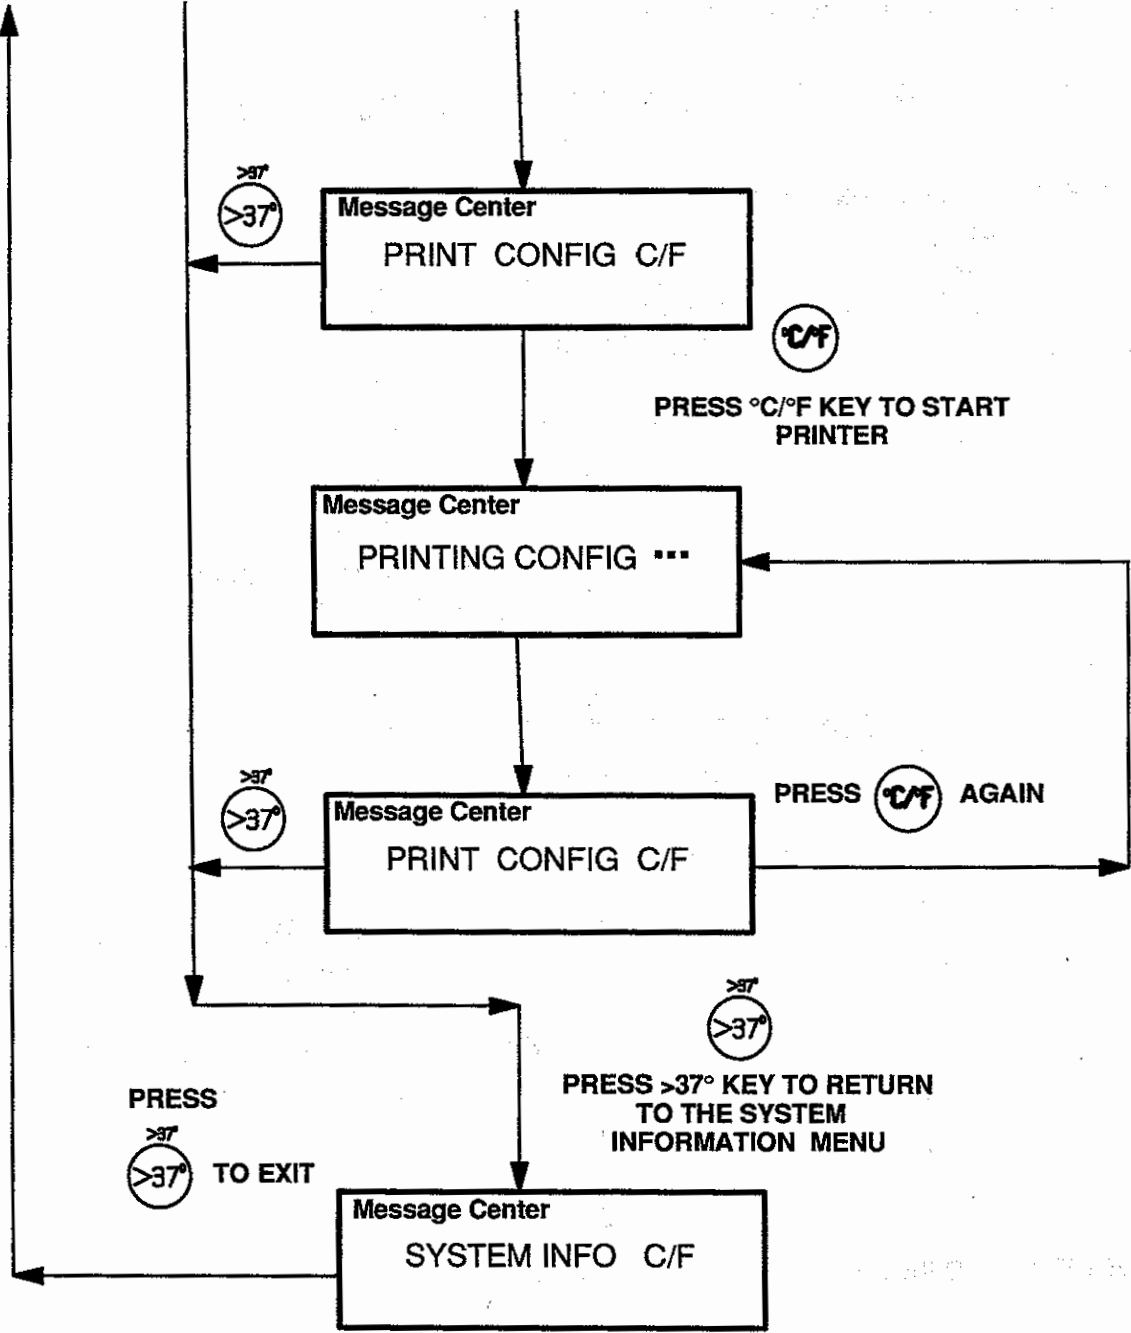 >37°
>37°
Message Center
PRINT CONFIG C/F
°C/°F
PRESS °C/°F KEY TO START
PRINTER
Message Center
PRINTING CONFIG ...
>37°
>37°
Message Center
PRINT CONFIG C/F
PRESS °C/°F AGAIN
>37°
>37°
PRESS >37° KEY TO RETURN
TO THE SYSTEM
INFORMATION MENU
PRESS
>37°
>37° TO EXIT
Message Center
SYSTEM INFO C/F